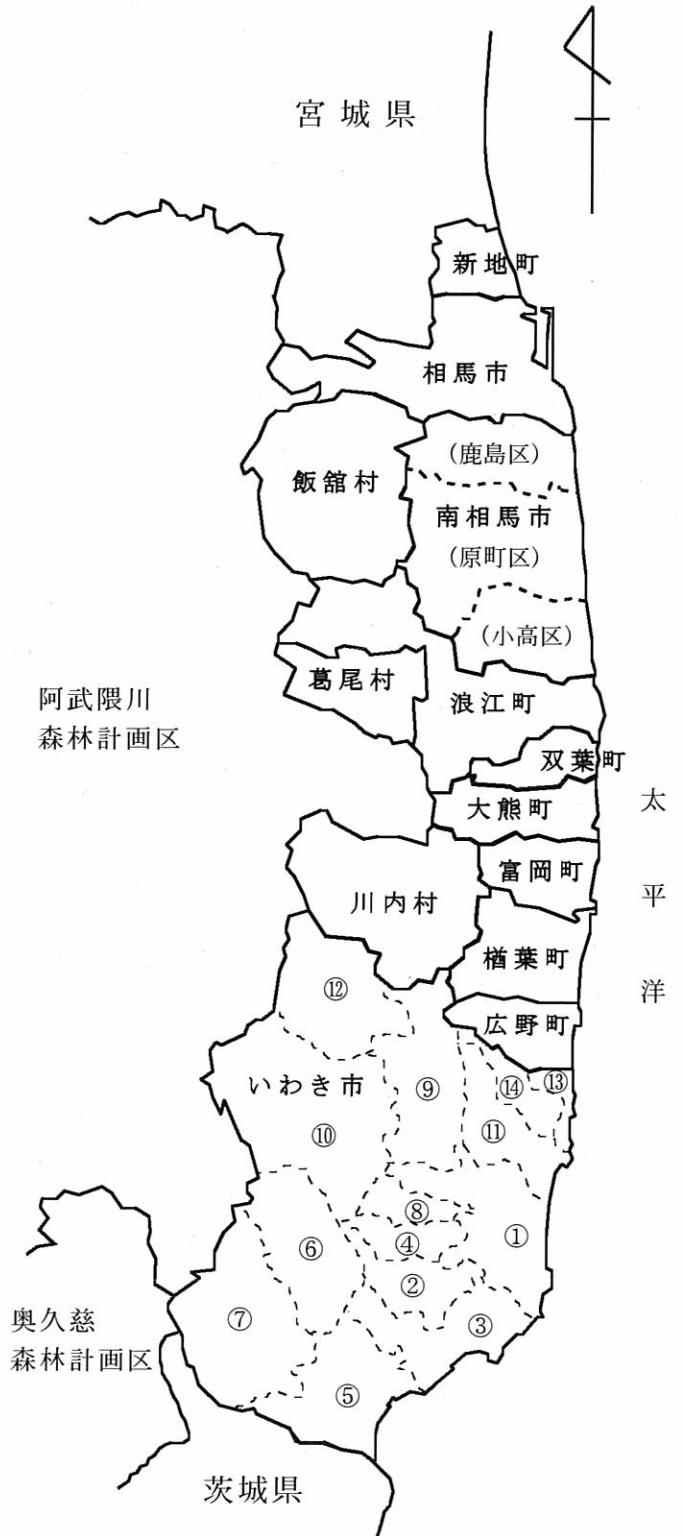 宮城県
新地町
相馬市
(鹿島区)
飯舘村
南相馬市
(原町区)
(小高区)
葛尾村
浪江町
阿武隈川
森林計画区
双葉町
大熊町
太平洋
富岡町
川内村
楢葉町
⑫
広野町
いわき市
⑨
⑭
⑬
⑩
⑪
⑧
①
④
⑥
②
⑦
③
奥久慈
森林計画区
⑤
茨城県